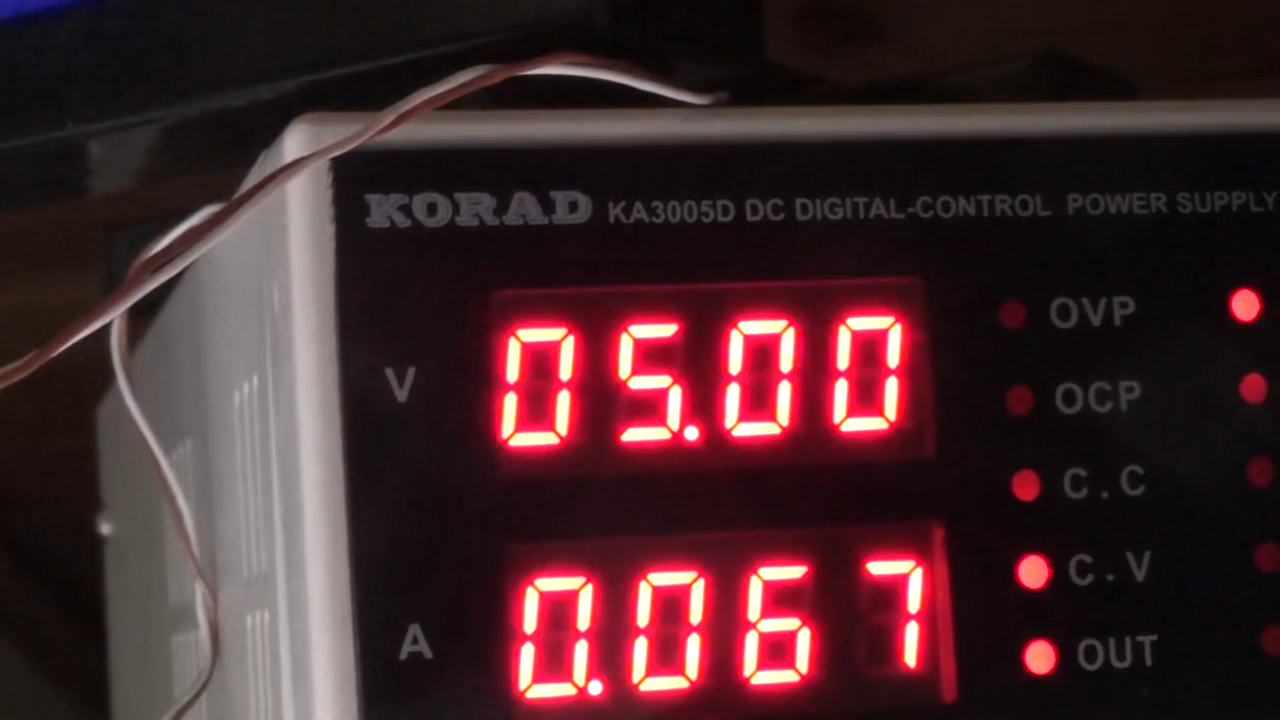 KORAD KA3005D DC DIGITAL-CONTROL POWER SUPPLY
OVP
V 05.00
OCP
C.C
C.V
A 0.067
OUT